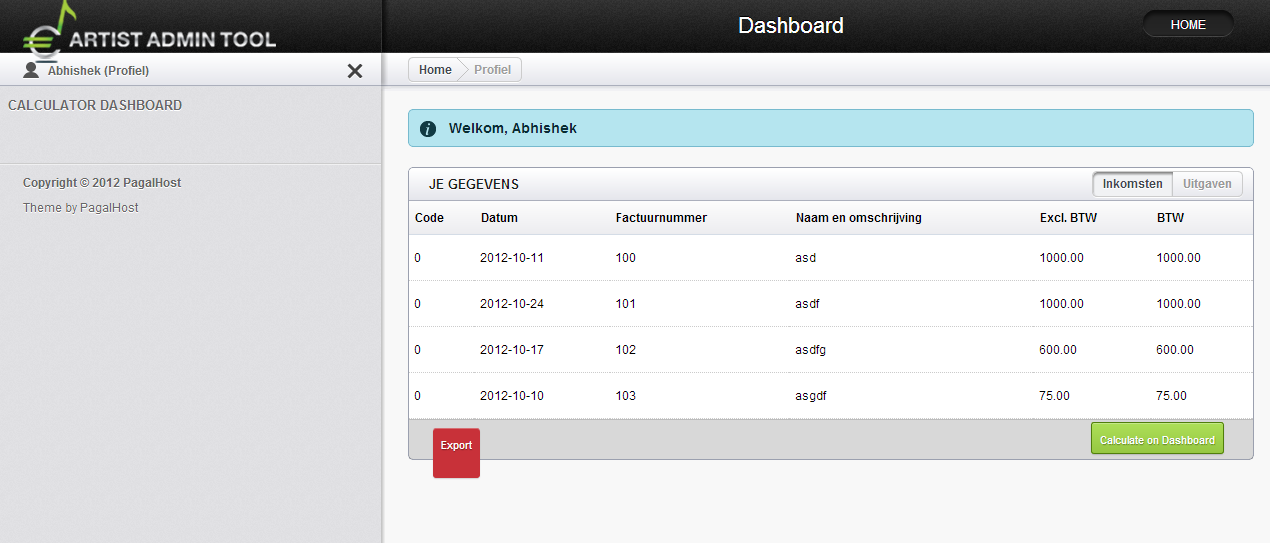 ARTIST ADMIN TOOL
Dashboard
HOME
Abhishek (Profiel)
Home Profiel
CALCULATOR DASHBOARD
Welkom, Abhishek
Copyright © 2012 PagalHost
Theme by PagalHost
JE GEGEVENS Inkomsten Uitgaven
Code Datum Factuurnummer Naam en omschrijving Excl. BTW BTW
0 2012-10-11 100 asd 1000.00 1000.00
0 2012-10-24 101 asdf 1000.00 1000.00
0 2012-10-17 102 asdfg 600.00 600.00
0 2012-10-10 103 asgdf 75.00 75.00
Export
Calculate on Dashboard